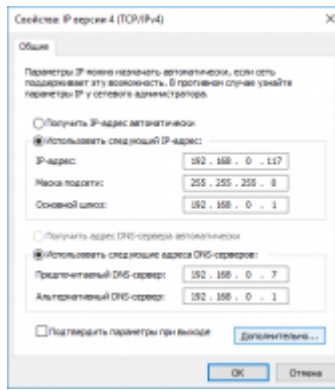 Свойства: IP версии 4 (TCP/IPv4)
Общие
Параметры IP можно назначать автоматически, если сеть
поддерживает эту возможность. В противном случае узнайте
параметры IP у сетевого администратора.
Получить IP-адрес автоматически
Использовать следующий IP-адрес:
IP-адрес: 192 . 168 . 0 . 117
Маска подсети: 255 . 255 . 255 . 0
Основной шлюз: 192 . 168 . 0 . 1
Получить адрес DNS-сервера автоматически
Использовать следующие адреса DNS-серверов:
Предпочитаемый DNS-сервер: 192 . 168 . 0 . 7
Альтернативный DNS-сервер: 192 . 168 . 0 . 1
Подтвердить параметры при выходе
Дополнительно...
OK Отмена